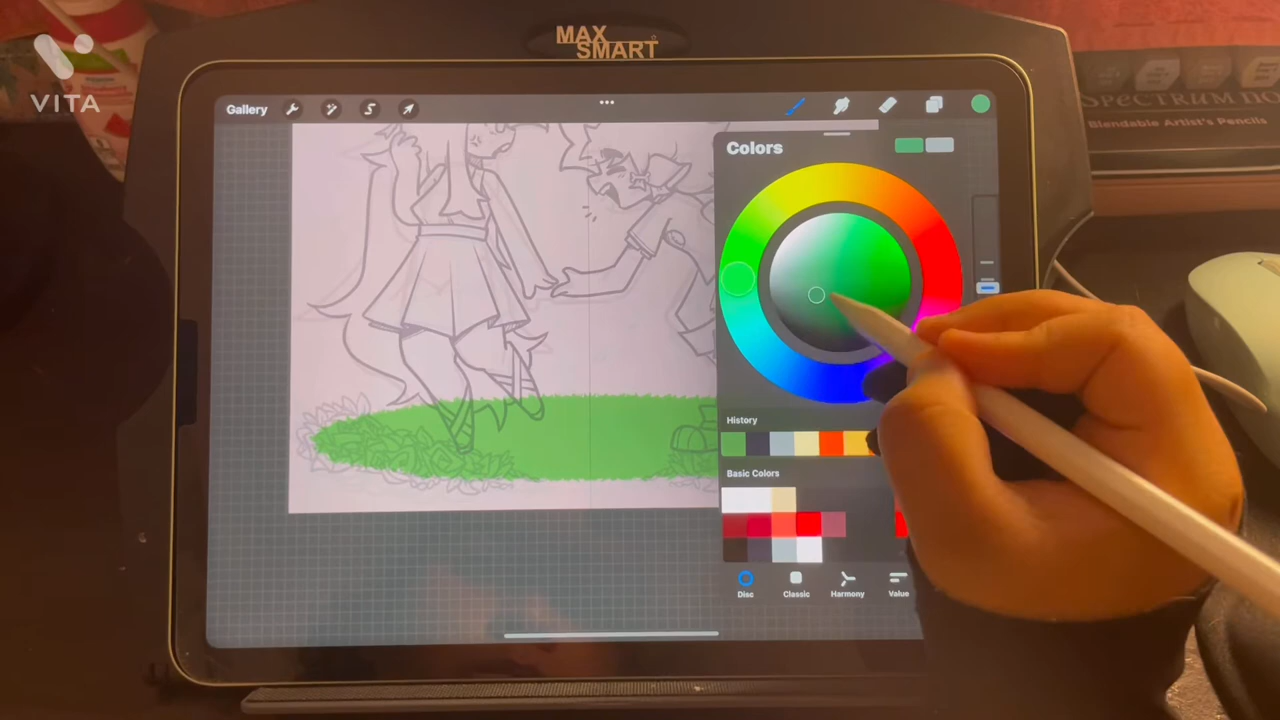 VITA
MAX
SMART
SPECTRUM NO
Blendable Artist's Pencils
Gallery
Colors
History
Basic Colors
Disc
Classic
Harmony
Value